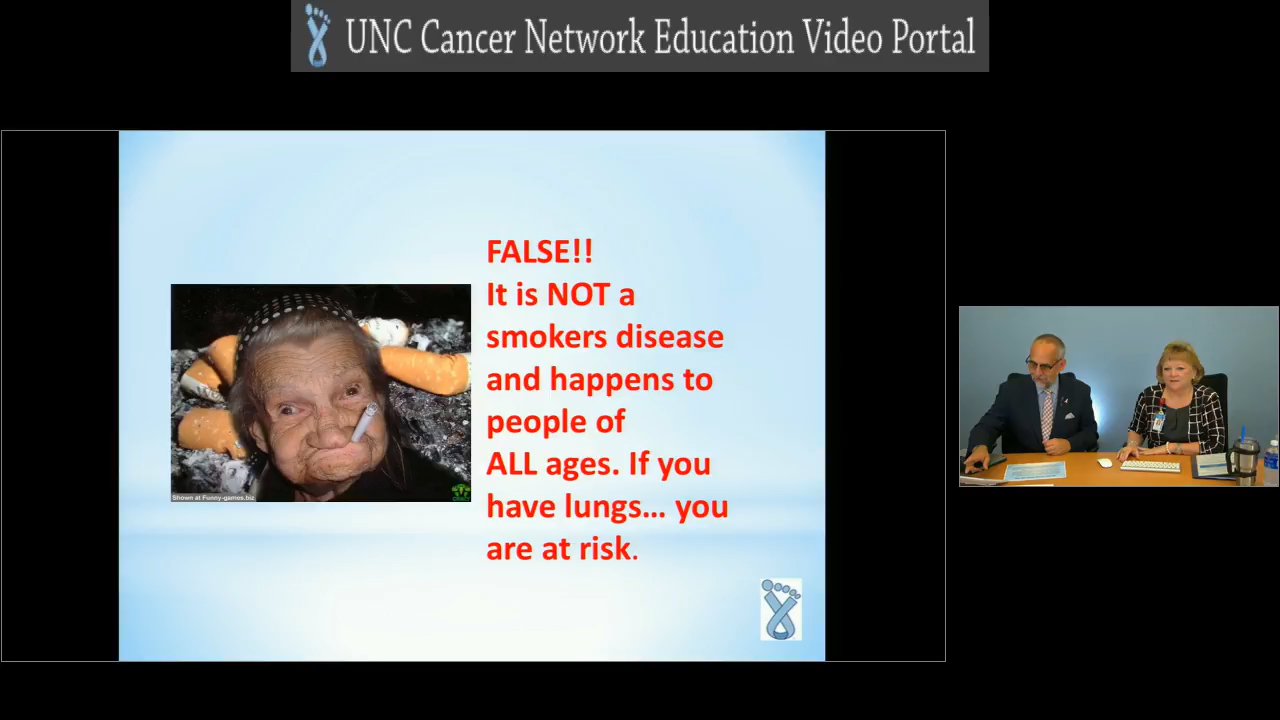 UNC Cancer Network Education Video Portal
FALSE!!
It is NOT a
smokers disease
and happens to
people of
ALL ages. If you
have lungs... you
are at risk.
Shown at Funny-games.biz